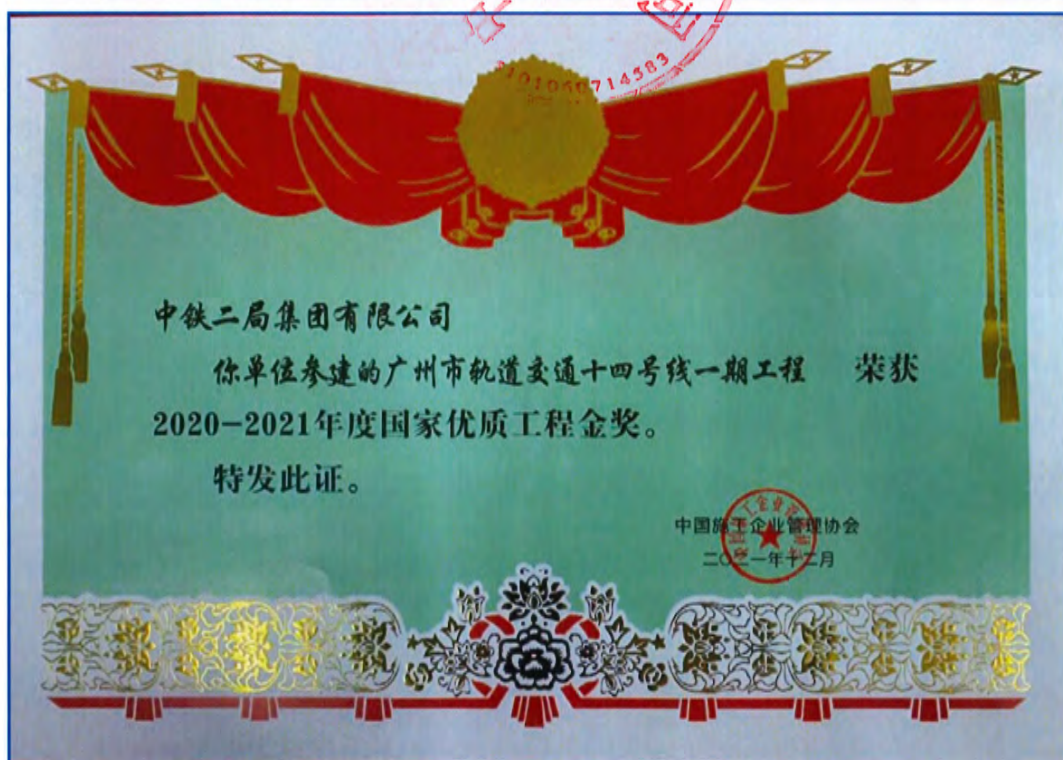 中铁二局集团有限公司
你单位参建的广州市轨道交通十四号线一期工程 荣获
2020-2021年度国家优质工程金奖。
特发此证。
中国施工企业管理协会
二〇二一年十二月